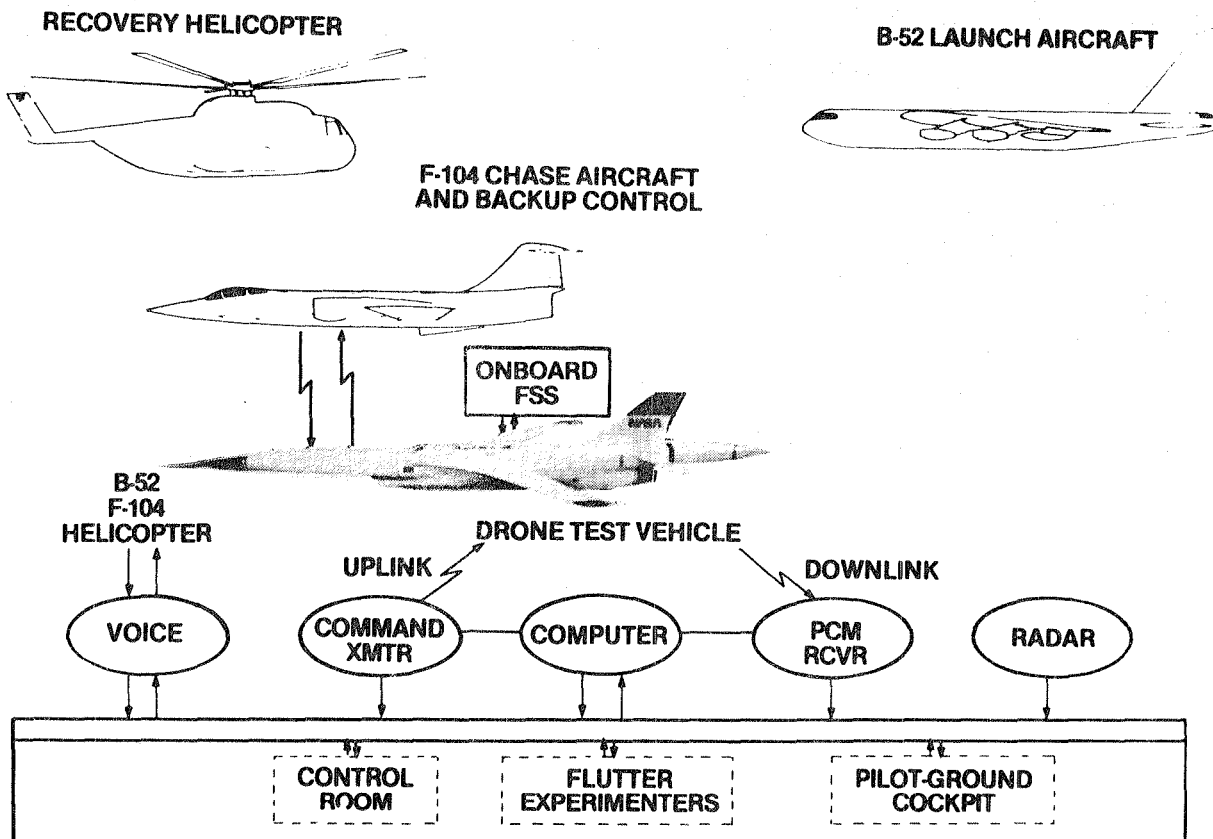 RECOVERY HELICOPTER
B-52 LAUNCH AIRCRAFT
F-104 CHASE AIRCRAFT
AND BACKUP CONTROL
ONBOARD
FSS
NASA
B-52
F-104
HELICOPTER
DRONE TEST VEHICLE
UPLINK
DOWNLINK
VOICE
COMMAND
XMTR
COMPUTER
PCM
RCVR
RADAR
CONTROL
ROOM
FLUTTER
EXPERIMENTERS
PILOT-GROUND
COCKPIT